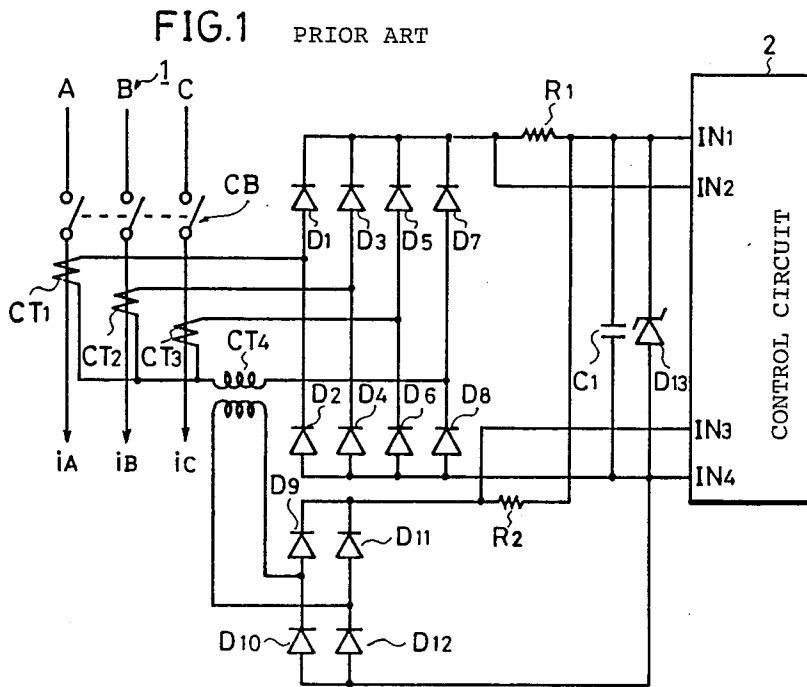 FIG.1 PRIOR ART
2
A B 1 C
R1
IN1
IN2
CB
D1 D3 D5 D7
CT1
CT2
CT3
CT4
C1
D13
CONTROL CIRCUIT
D2 D4 D6 D8
IN3
IN4
iA iB iC
D9
D11
R2
D10
D12